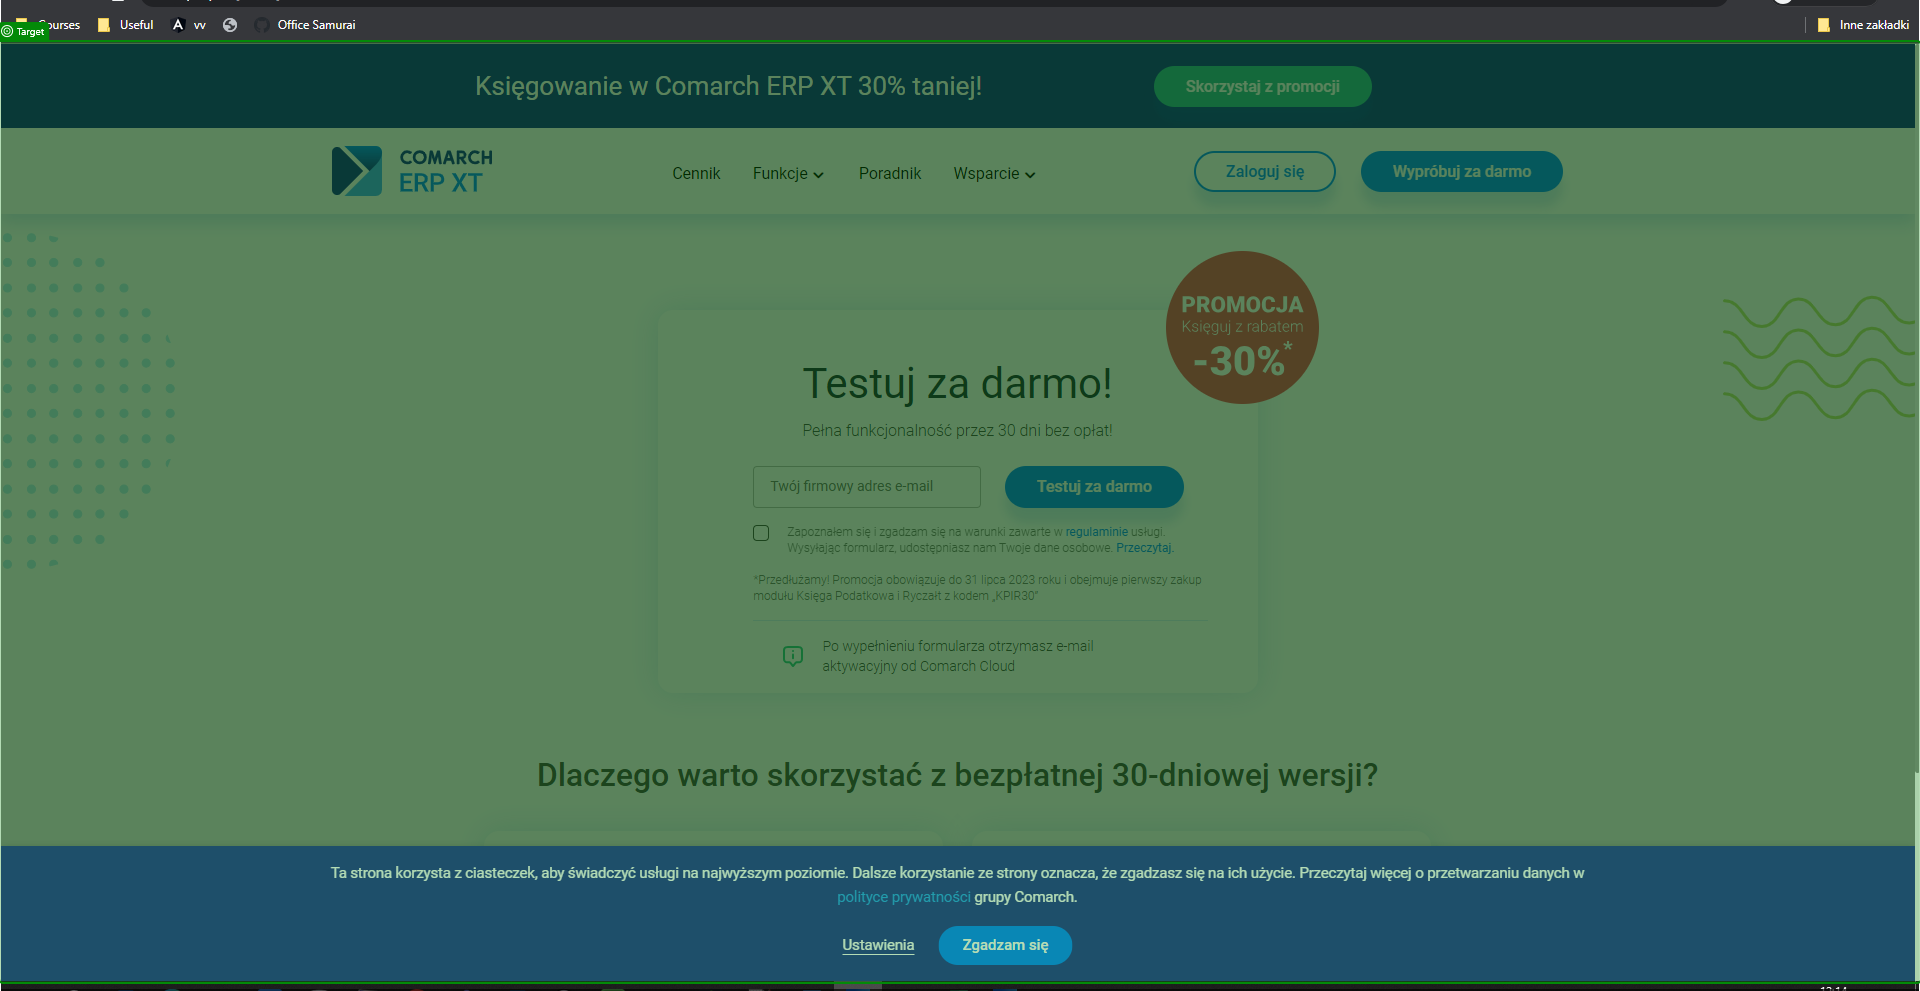 Courses
Useful
vv
Office Samurai
Inne zakładki
Target
Księgowanie w Comarch ERP XT 30% taniej!
Skorzystaj z promocji
COMARCH
ERP XT
Cennik
Funkcje
Poradnik
Wsparcie
Zaloguj się
Wypróbuj za darmo
PROMOCJA
Księguj z rabatem
-30%*
Testuj za darmo!
Pełna funkcjonalność przez 30 dni bez opłat!
Twój firmowy adres e-mail
Testuj za darmo
Zapoznałem się i zgadzam się na warunki zawarte w regulaminie usługi.
Wysyłając formularz, udostępniasz nam Twoje dane osobowe. Przeczytaj.
*Przedłużamy! Promocja obowiązuje do 31 lipca 2023 roku i obejmuje pierwszy zakup
modułu Księga Podatkowa i Ryczałt z kodem „KPIR30"
Po wypełnieniu formularza otrzymasz e-mail
aktywacyjny od Comarch Cloud
Dlaczego warto skorzystać z bezpłatnej 30-dniowej wersji?
Ta strona korzysta z ciasteczek, aby świadczyć usługi na najwyższym poziomie. Dalsze korzystanie ze strony oznacza, że zgadzasz się na ich użycie. Przeczytaj więcej o przetwarzaniu danych w
polityce prywatności grupy Comarch.
Ustawienia
Zgadzam się